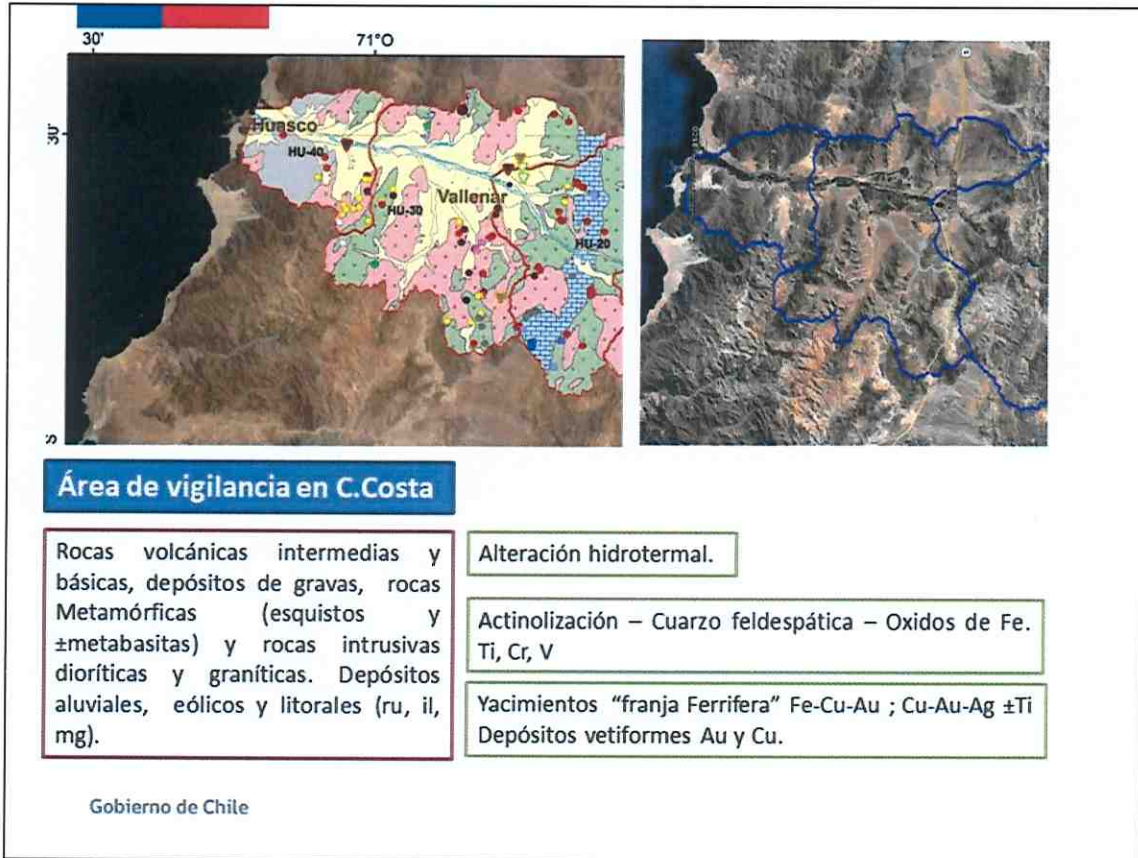 30'
71°O
30'
Huasco
HU-40
Vallenar
HU-30
HU-20
S
Área de vigilancia en C.Costa
Rocas volcánicas intermedias y
básicas, depósitos de gravas, rocas
Metamórficas (esquistos y
±metabasitas) y rocas intrusivas
dioríticas y graníticas. Depósitos
aluviales, eólicos y litorales (ru, il,
mg).
Alteración hidrotermal.
Actinolización – Cuarzo feldespática – Oxidos de Fe.
Ti, Cr, V
Yacimientos “franja Ferrifera” Fe-Cu-Au ; Cu-Au-Ag ±Ti
Depósitos vetiformes Au y Cu.
Gobierno de Chile